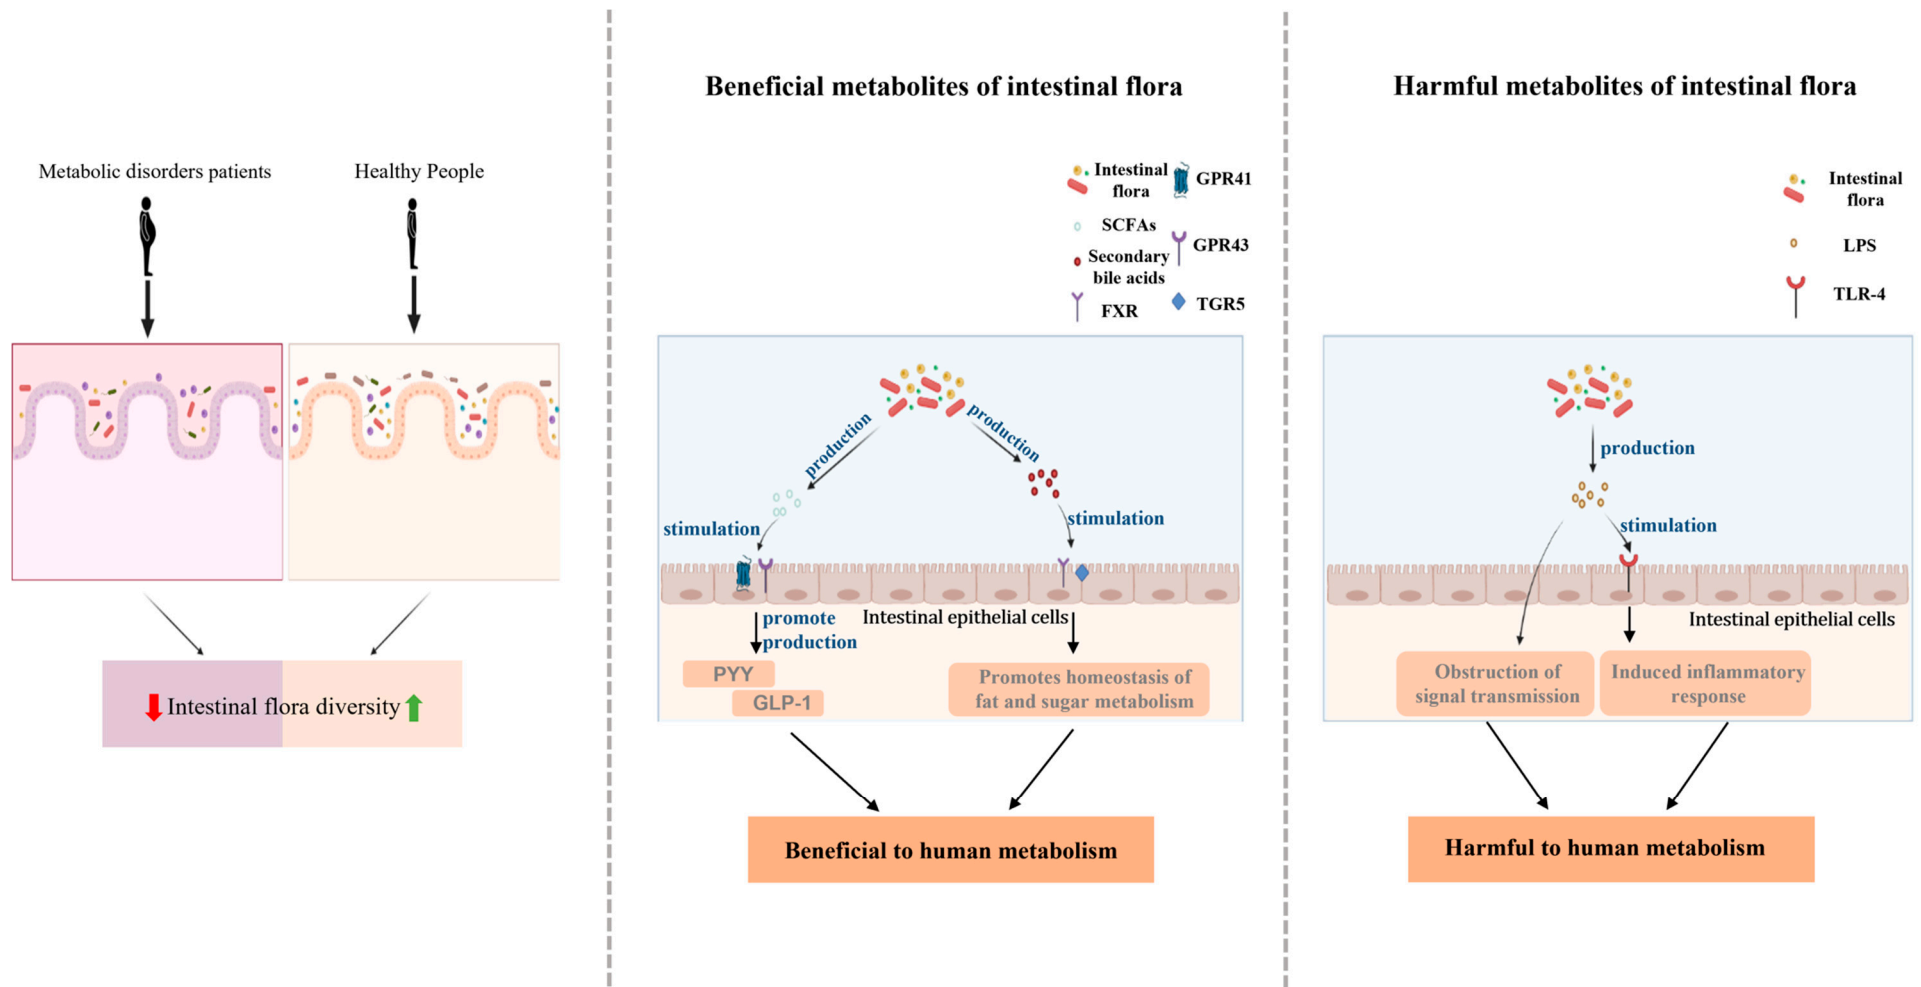 Metabolic disorders patients
Healthy People
Intestinal flora diversity
Beneficial metabolites of intestinal flora
Intestinal
flora
GPR41
SCFAs
GPR43
Secondary
bile acids
FXR
TGR5
production
production
stimulation
stimulation
promote
production
Intestinal epithelial cells
PYY
GLP-1
Promotes homeostasis of
fat and sugar metabolism
Beneficial to human metabolism
Harmful metabolites of intestinal flora
Intestinal
flora
LPS
TLR-4
production
stimulation
Intestinal epithelial cells
Obstruction of
signal transmission
Induced inflammatory
response
Harmful to human metabolism